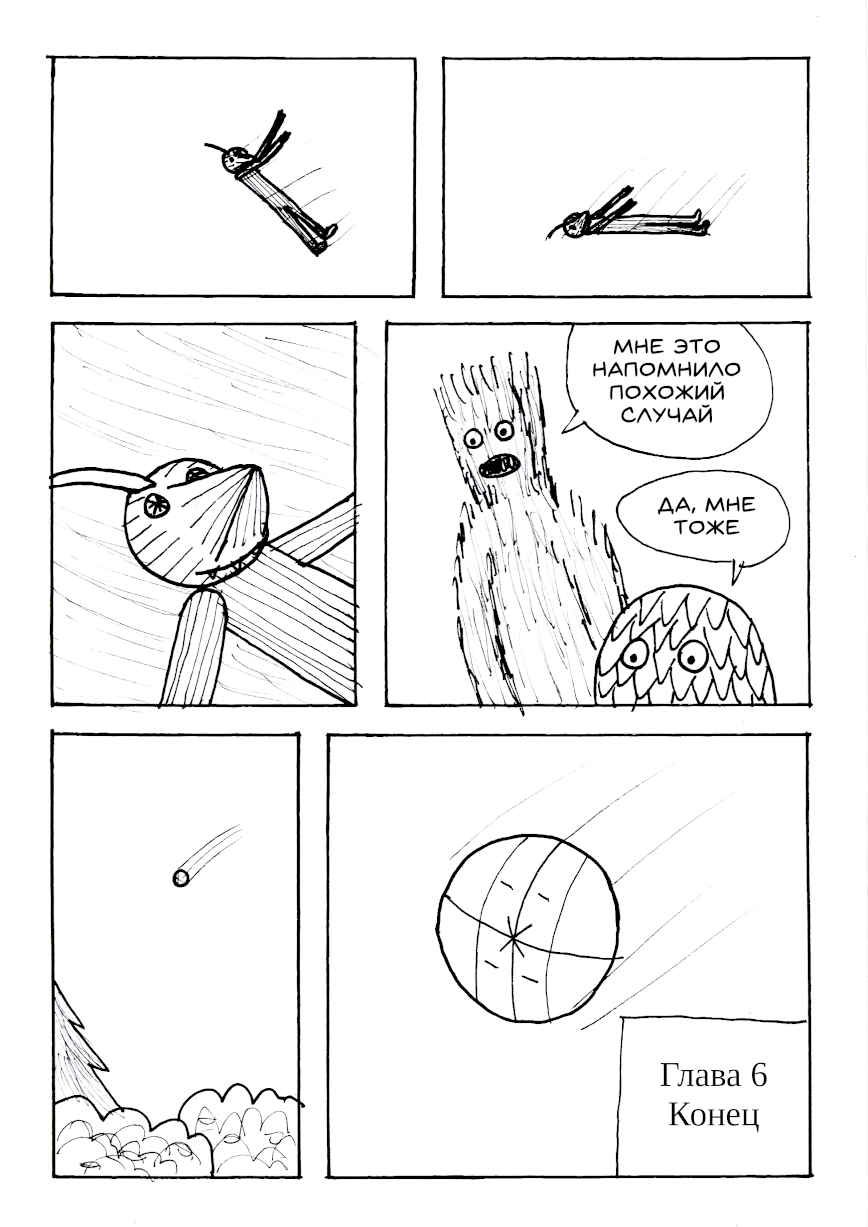 МНЕ ЭТО
НАПОМНИЛО
ПОХОЖИЙ
СЛУЧАЙ
ДА, МНЕ
ТОЖЕ
Глава 6
Конец